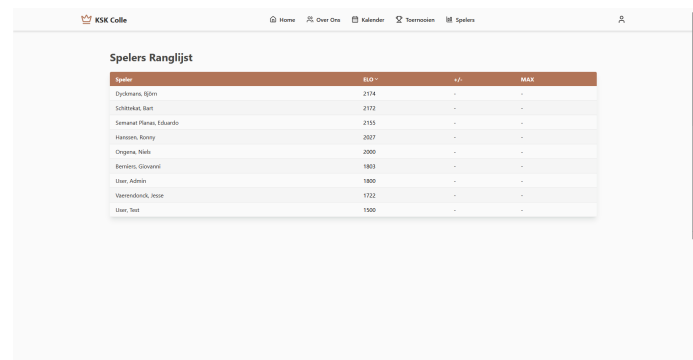 KSK Colle
Home Over Ons Kalender Toernooien Spelers
Spelers Ranglijst
Speler ELO +/- MAX
Dyckmans, Björn 2174 - -
Schittekat, Bart 2172 - -
Semanat Planas, Eduardo 2155 - -
Hanssen, Ronny 2027 - -
Ongena, Niels 2000 - -
Berniers, Giovanni 1803 - -
User, Admin 1800 - -
Vaerendonck, Jesse 1722 - -
User, Test 1500 - -